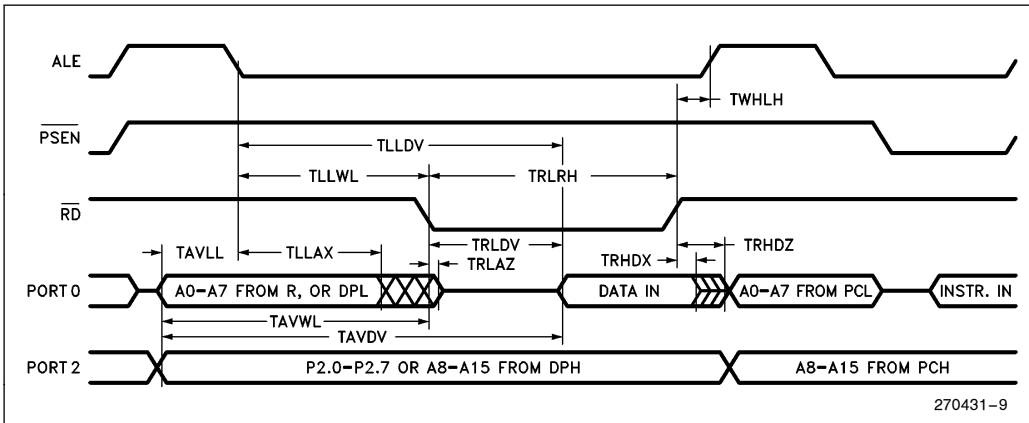 ALE
TWHLH
PSEN
TLLDV
TLLWL
TRLRH
RD
TAVLL
TLLAX
TRLDV
TRLAZ
TRHDX
TRHDZ
PORT 0
A0–A7 FROM R, OR DPL
DATA IN
A0–A7 FROM PCL
INSTR. IN
TAVWL
TAVDV
PORT 2
P2.0–P2.7 OR A8–A15 FROM DPH
A8–A15 FROM PCH
270431–9